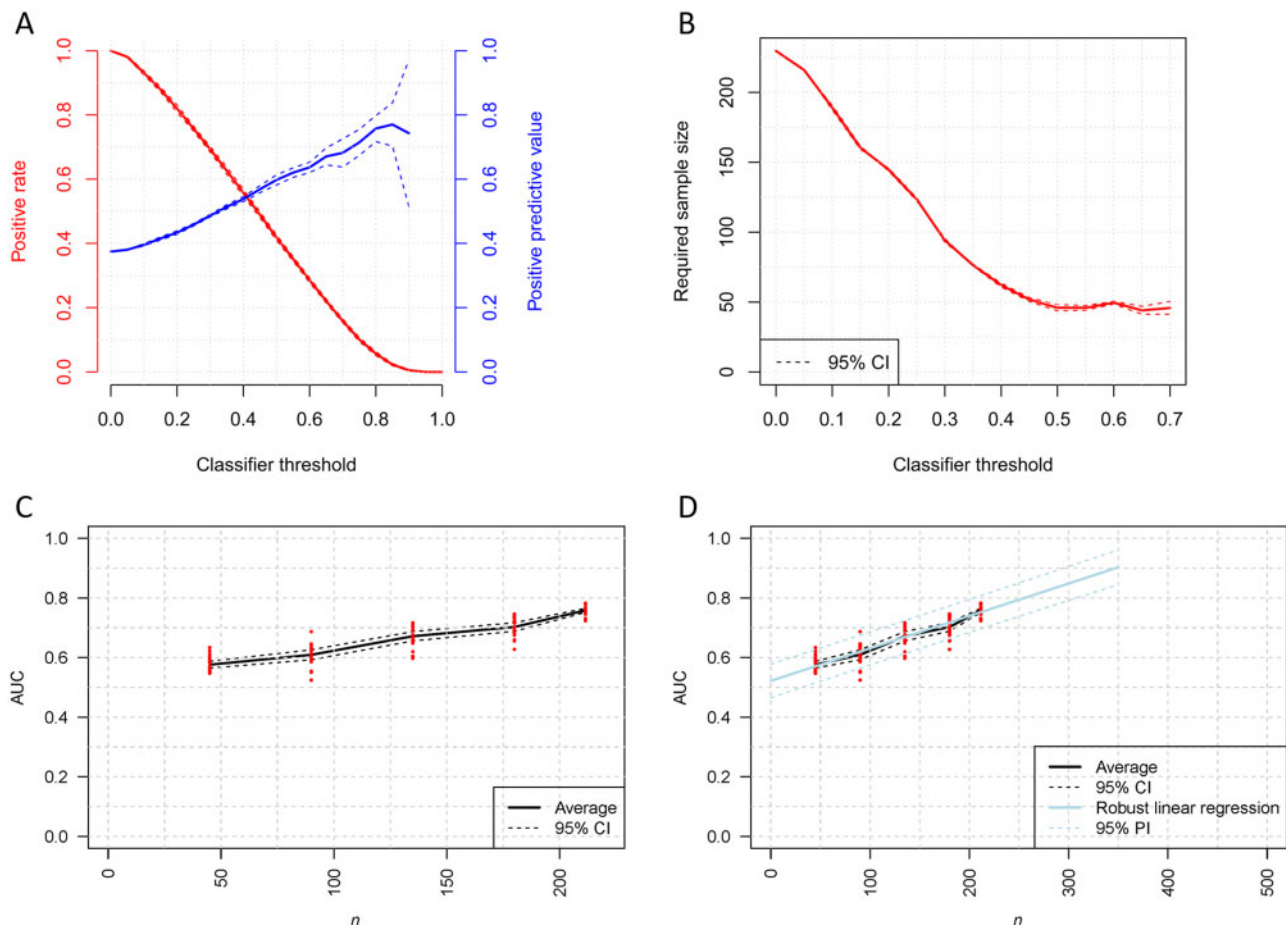 A
1.0
0.8
0.6
0.4
0.2
0.0
Positive rate
1.0
0.8
0.6
0.4
0.2
0.0
Positive predictive value
0.0 0.2 0.4 0.6 0.8 1.0
Classifier threshold
B
200
150
100
50
0
Required sample size
95% CI
0.0 0.1 0.2 0.3 0.4 0.5 0.6 0.7
Classifier threshold
C
1.0
0.8
0.6
0.4
0.2
0.0
AUC
Average
95% CI
0 50 100 150 200
n
D
1.0
0.8
0.6
0.4
0.2
0.0
AUC
Average
95% CI
Robust linear regression
95% PI
0 100 200 300 400 500
n